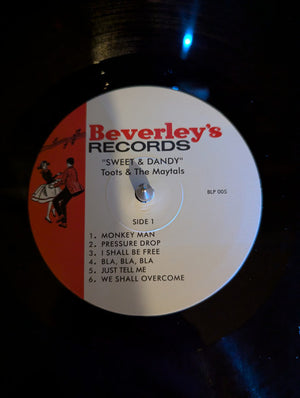 Beverley's
RECORDS
"SWEET & DANDY"
Toots & The Maytals
BLP 005
SIDE 1
1. MONKEY MAN
2. PRESSURE DROP
3. I SHALL BE FREE
4. BLA, BLA, BLA
5. JUST TELL ME
6. WE SHALL OVERCOME